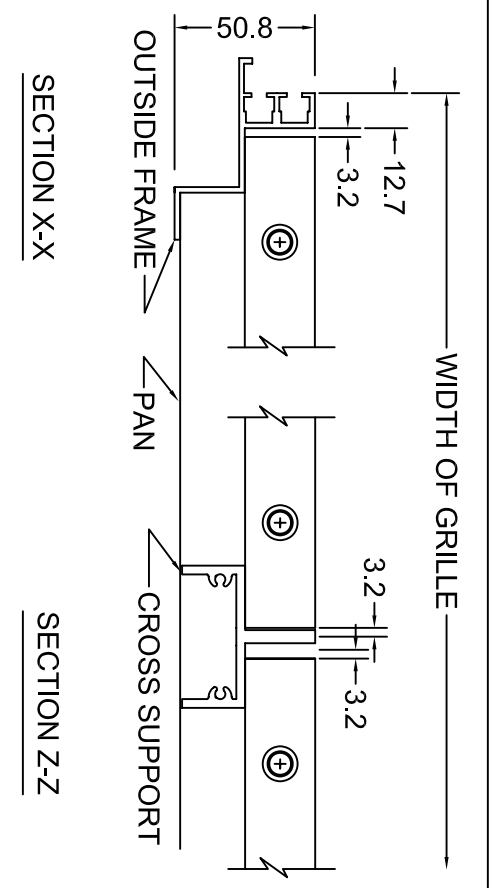 WIDTH OF GRILLE
12.7
3.2
3.2
3.2
50.8
OUTSIDE FRAME
PAN
CROSS SUPPORT
SECTION X-X
SECTION Z-Z